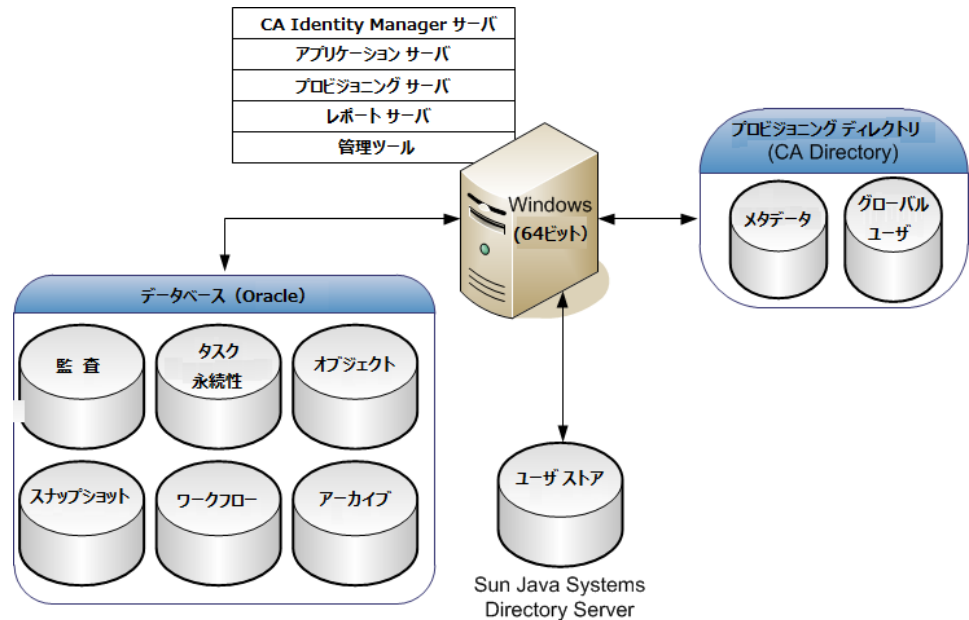 CA Identity Manager サーバ
アプリケーション サーバ
プロビジョニング サーバ
レポート サーバ
管理ツール
Windows
(64ビット)
プロビジョニング ディレクトリ
(CA Directory)
メタデータ
グローバル
ユーザ
データベース (Oracle)
監 査
タスク
永続性
オブジェクト
スナップショット
ワークフロー
アーカイブ
ユーザ ストア
Sun Java Systems
Directory Server